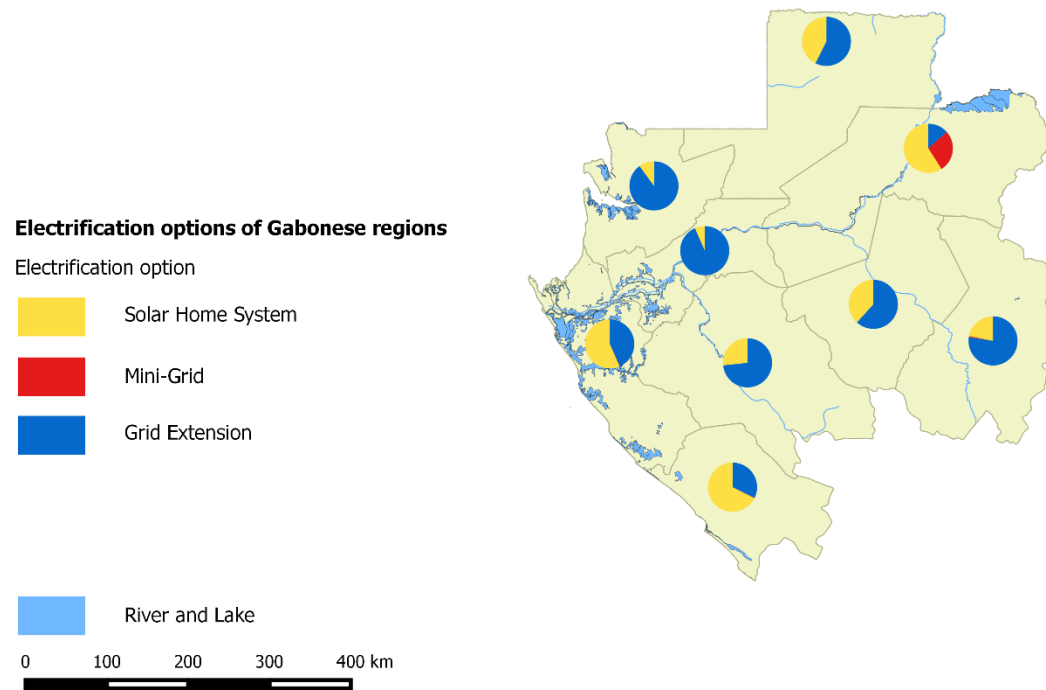 Electrification options of Gabonese regions
Electrification option
Solar Home System
Mini-Grid
Grid Extension
River and Lake
0 100 200 300 400 km